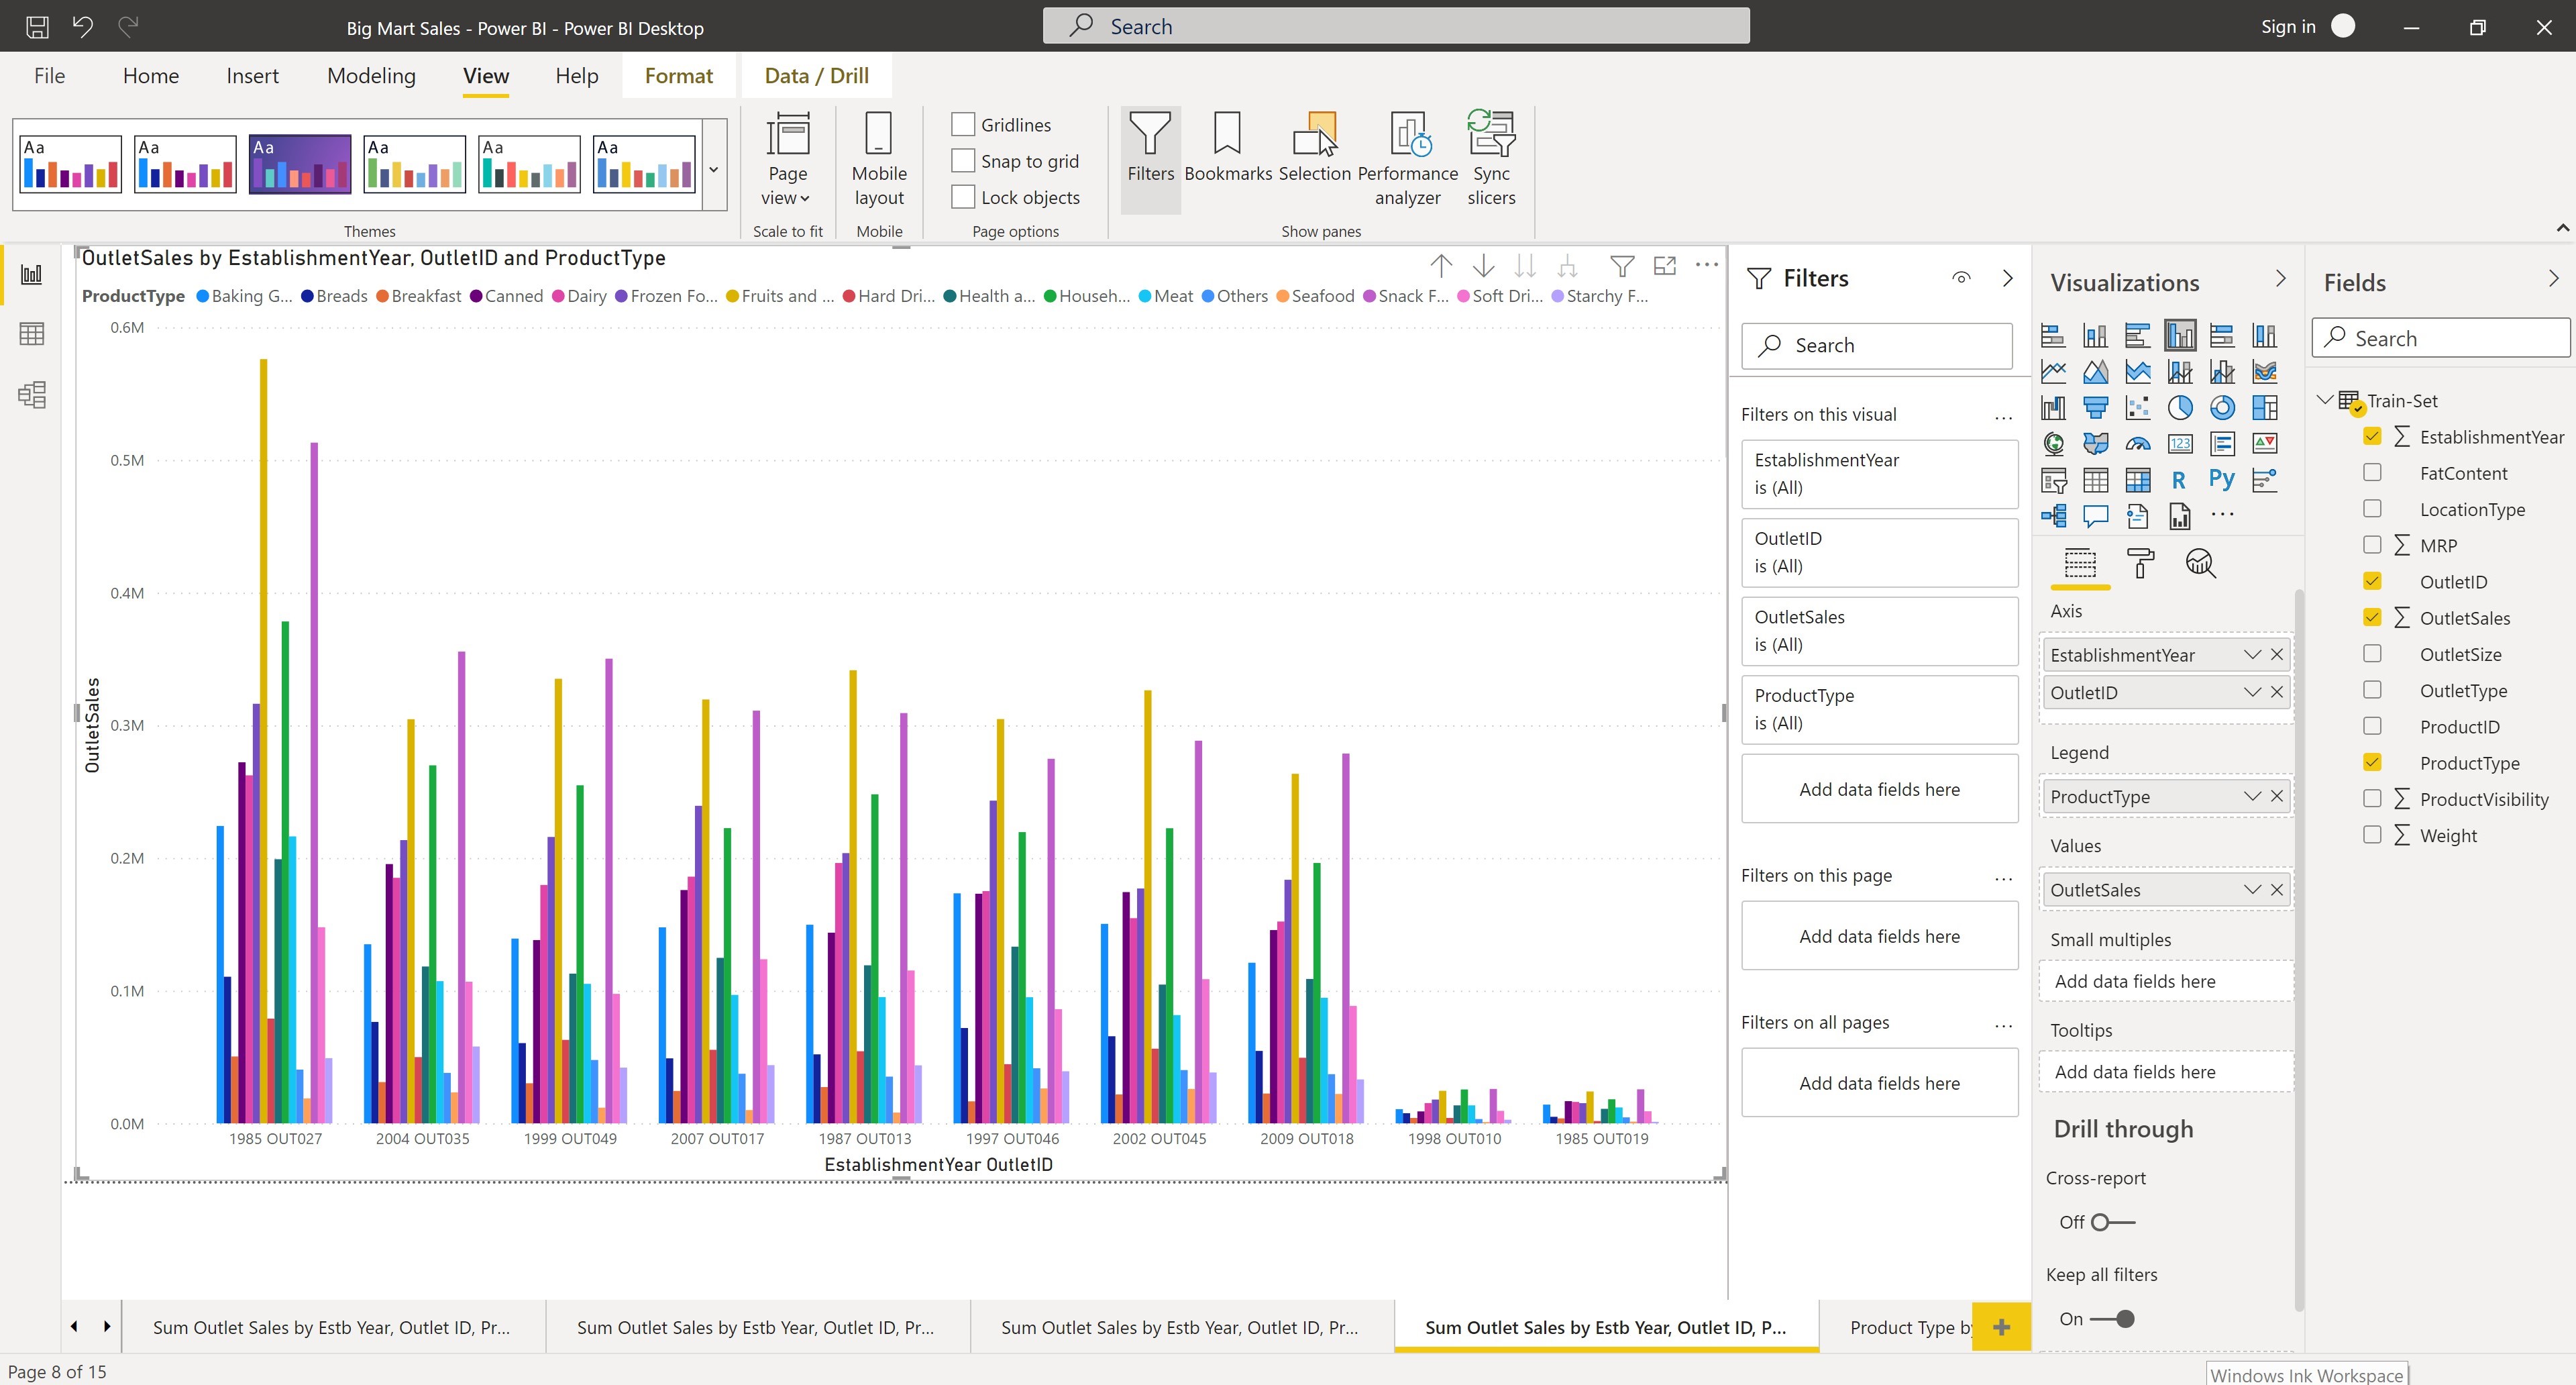 Big Mart Sales - Power BI - Power BI Desktop
Search
Sign in
File Home Insert Modeling View Help Format Data / Drill
Aa Aa Aa Aa Aa Aa
Themes
Page view
Scale to fit
Mobile layout
Mobile
Gridlines
Snap to grid
Lock objects
Page options
Filters
Bookmarks
Selection
Performance analyzer
Sync slicers
Show panes
OutletSales by EstablishmentYear, OutletID and ProductType
ProductType Baking G... Breads Breakfast Canned Dairy Frozen Fo... Fruits and ... Hard Dri... Health a... Househ... Meat Others Seafood Snack F... Soft Dri... Starchy F...
0.6M
0.5M
0.4M
0.3M
0.2M
0.1M
0.0M
OutletSales
1985 OUT027 2004 OUT035 1999 OUT049 2007 OUT017 1987 OUT013 1997 OUT046 2002 OUT045 2009 OUT018 1998 OUT010 1985 OUT019
EstablishmentYear OutletID
Filters
Search
Filters on this visual ...
EstablishmentYear
is (All)
OutletID
is (All)
OutletSales
is (All)
ProductType
is (All)
Add data fields here
Filters on this page ...
Add data fields here
Filters on all pages ...
Add data fields here
Visualizations
123
R Py
...
Axis
EstablishmentYear
OutletID
Legend
ProductType
Values
OutletSales
Small multiples
Add data fields here
Tooltips
Add data fields here
Drill through
Cross-report
Off
Keep all filters
On
Fields
Search
Train-Set
EstablishmentYear
FatContent
LocationType
MRP
OutletID
OutletSales
OutletSize
OutletType
ProductID
ProductType
ProductVisibility
Weight
Sum Outlet Sales by Estb Year, Outlet ID, Pr...
Sum Outlet Sales by Estb Year, Outlet ID, Pr...
Sum Outlet Sales by Estb Year, Outlet ID, Pr...
Sum Outlet Sales by Estb Year, Outlet ID, P...
Product Type by
Page 8 of 15
Windows Ink Workspace